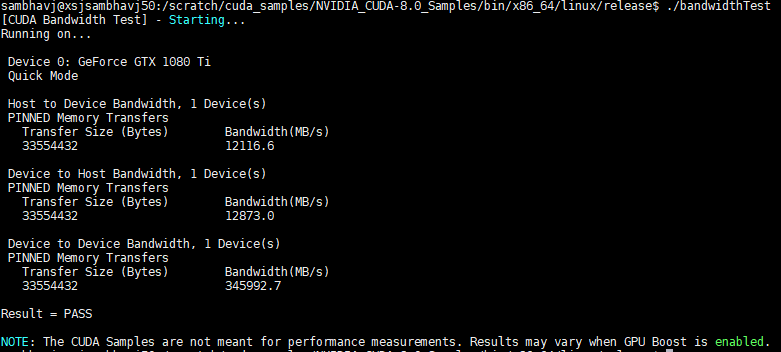 sambhavj@xsjsambhavj50:/scratch/cuda_samples/NVIDIA_CUDA-8.0_Samples/bin/x86_64/linux/release$ ./bandwidthTest
[CUDA Bandwidth Test] - Starting...
Running on...
Device 0: GeForce GTX 1080 Ti
Quick Mode
Host to Device Bandwidth, 1 Device(s)
PINNED Memory Transfers
Transfer Size (Bytes) Bandwidth(MB/s)
33554432 12116.6
Device to Host Bandwidth, 1 Device(s)
PINNED Memory Transfers
Transfer Size (Bytes) Bandwidth(MB/s)
33554432 12873.0
Device to Device Bandwidth, 1 Device(s)
PINNED Memory Transfers
Transfer Size (Bytes) Bandwidth(MB/s)
33554432 345992.7
Result = PASS
NOTE: The CUDA Samples are not meant for performance measurements. Results may vary when GPU Boost is enabled.